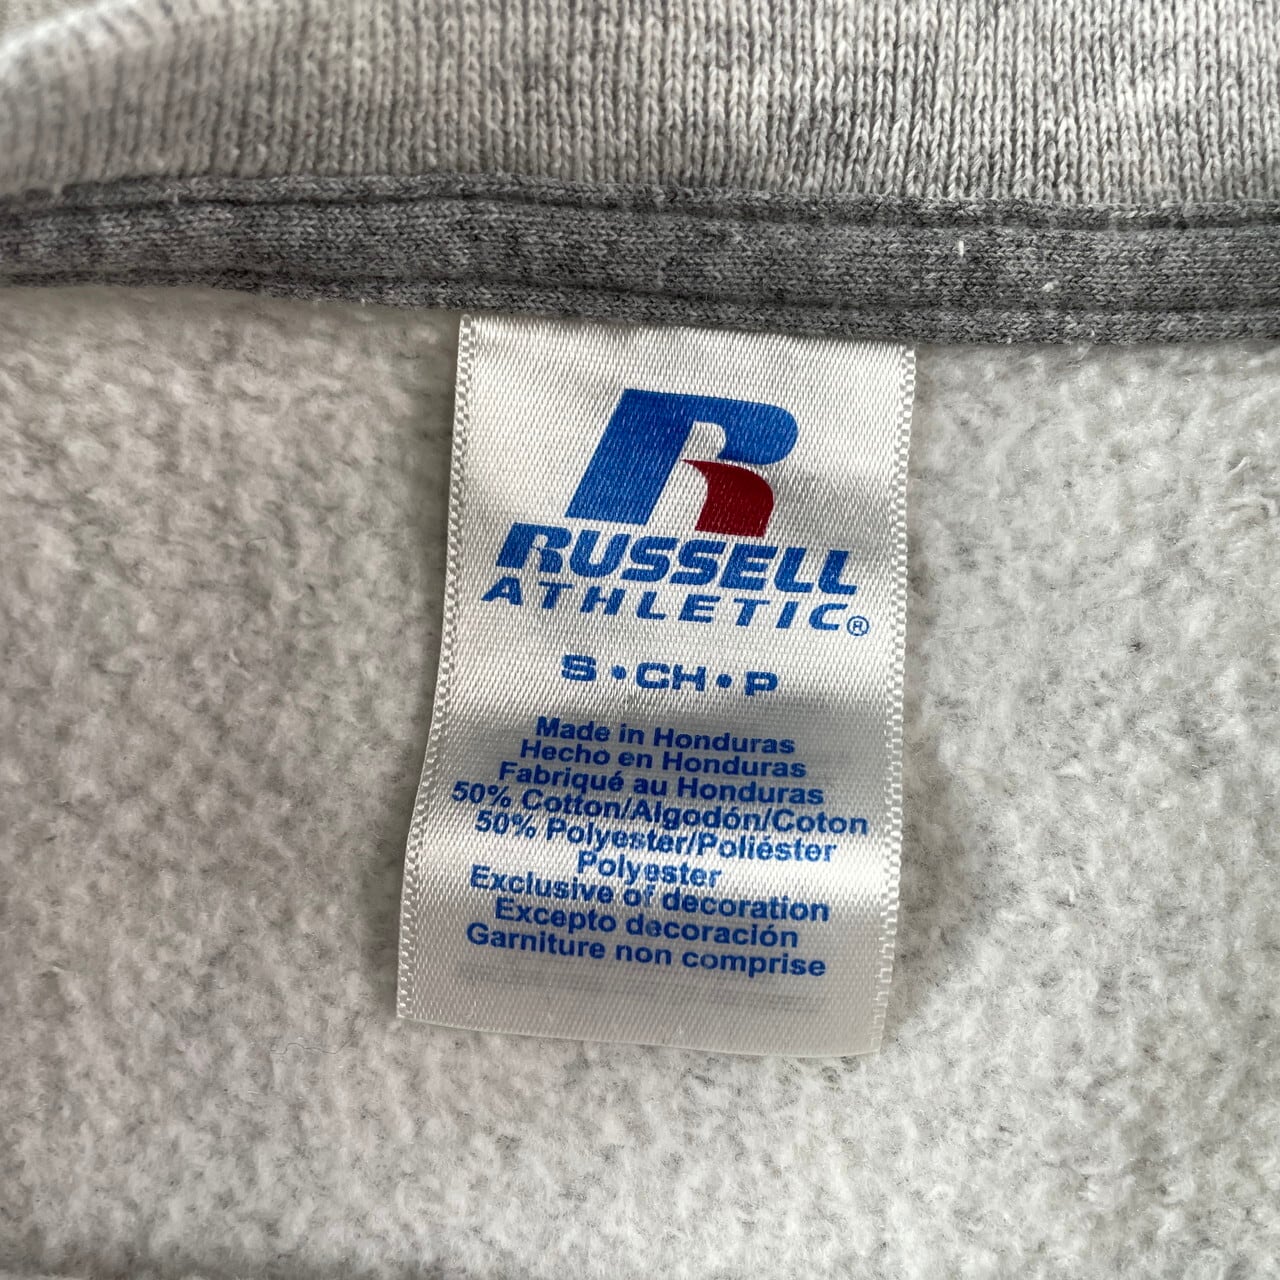 R
RUSSELL
ATHLETIC®
S•CH•P
Made in Honduras
Hecho en Honduras
Fabriqué au Honduras
50% Cotton/Algodón/Coton
50% Polyester/Poliéster
Polyester
Exclusive of decoration
Excepto decoración
Garniture non comprise